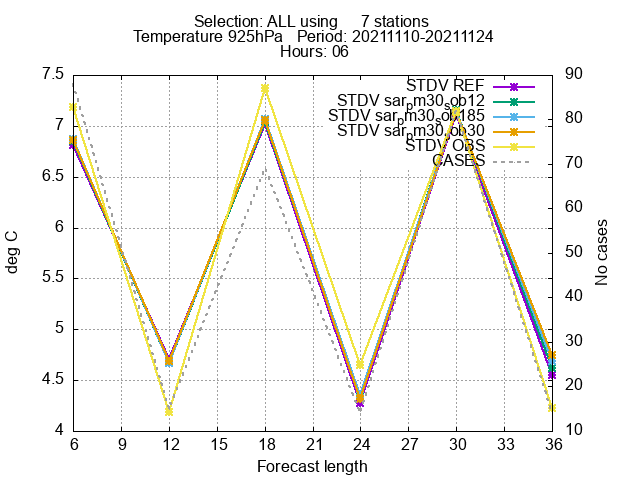 Selection: ALL using 7 stations
Temperature 925hPa Period: 20211110-20211124
Hours: 06
7.5
7
6.5
6
5.5
5
4.5
4
deg C
90
80
70
60
50
40
30
20
10
No cases
STDV REF
STDV sarpm30sob12
STDV sarpm30sob185
STDV sarpm30sob30
STDV OBS
CASES
6 9 12 15 18 21 24 27 30 33 36
Forecast length